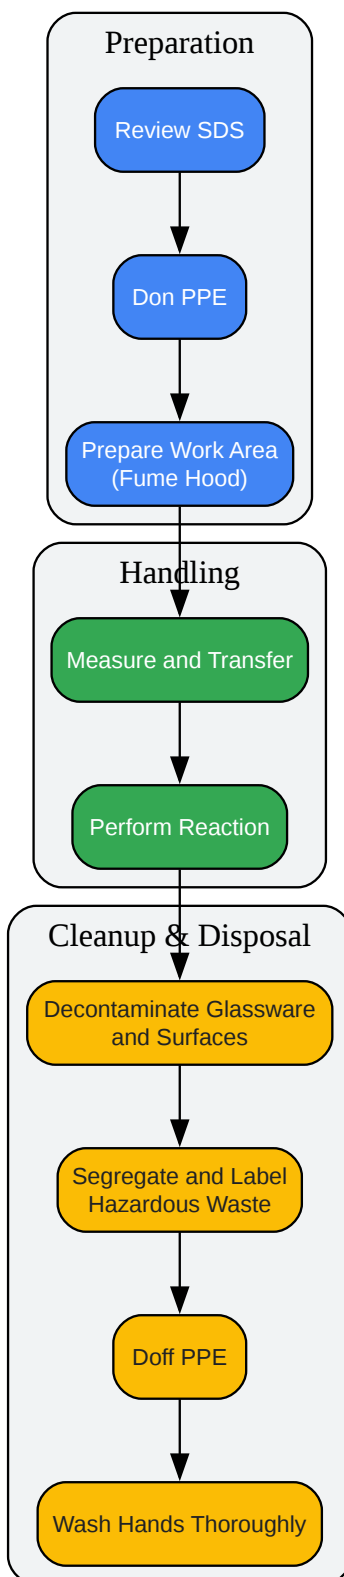 Preparation
Review SDS
Don PPE
Prepare Work Area
(Fume Hood)
Handling
Measure and Transfer
Perform Reaction
Cleanup & Disposal
Decontaminate Glassware
and Surfaces
Segregate and Label
Hazardous Waste
Doff PPE
Wash Hands Thoroughly